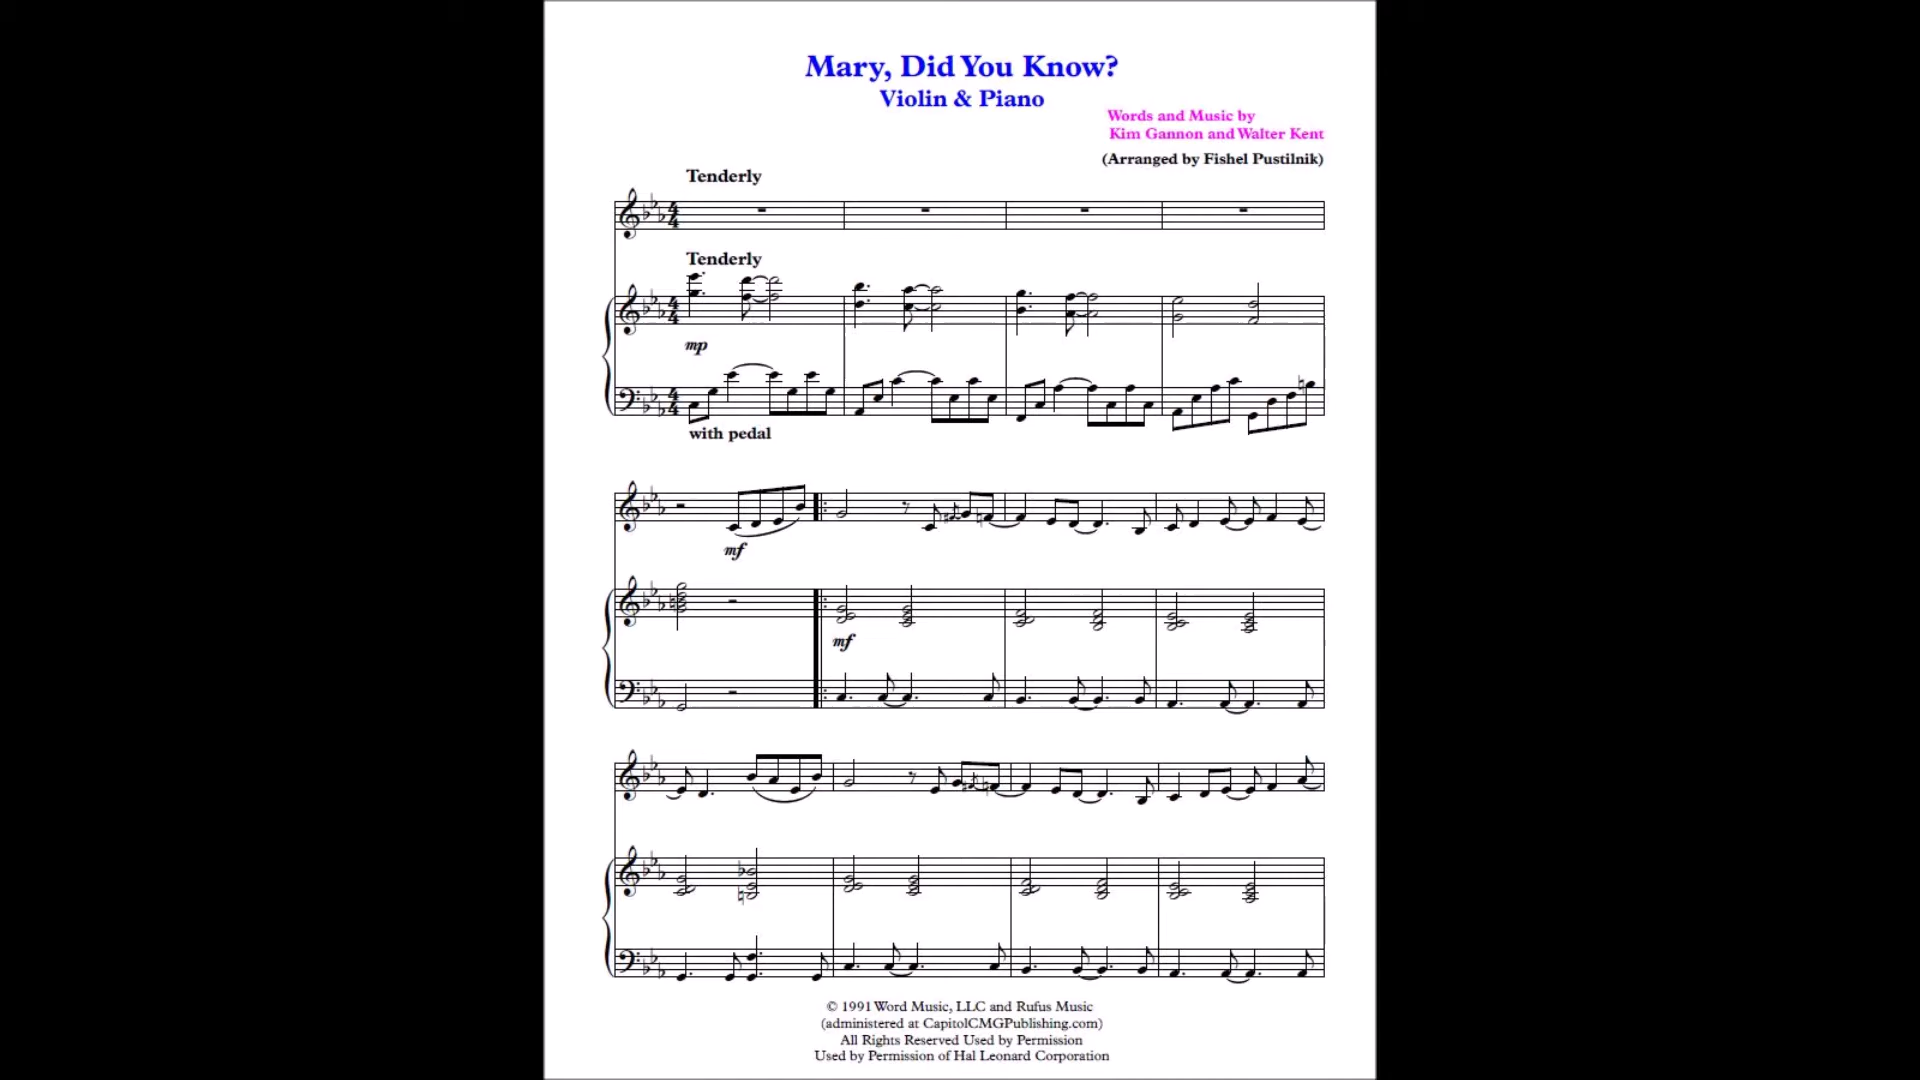 Mary, Did You Know?
Violin & Piano
Words and Music by
Kim Gannon and Walter Kent
(Arranged by Fishel Pustilnik)
Tenderly
Tenderly
mp
with pedal
mf
mf
© 1991 Word Music, LLC and Rufus Music
(administered at CapitolCMGPublishing.com)
All Rights Reserved Used by Permission
Used by Permission of Hal Leonard Corporation